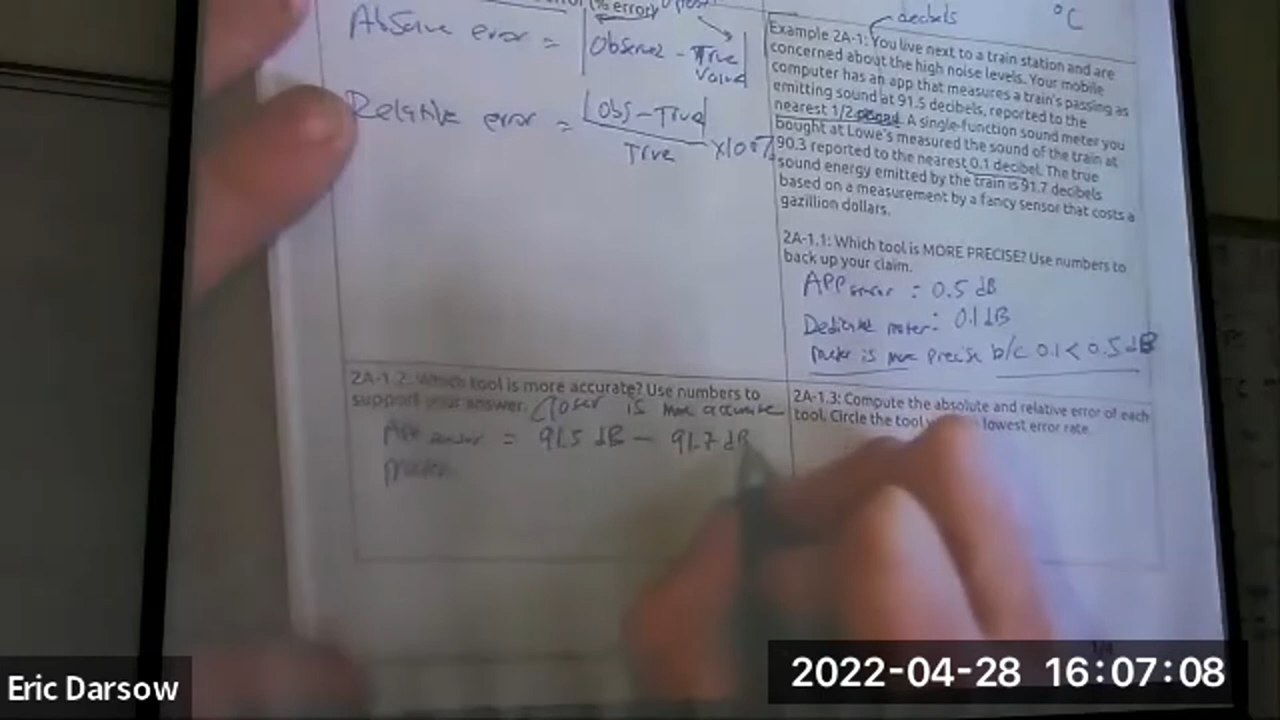 (% error)
decibels
°C
Absolute error = |Observed - True
Value|
Relative error = |obs - True|
True x100%
Example 2A-1: You live next to a train station and are
concerned about the high noise levels. Your mobile
computer has an app that measures a train's passing as
emitting sound at 91.5 decibels, reported to the
nearest 1/2 A single-function sound meter you
bought at Lowe's measured the sound of the train at
90.3 reported to the nearest 0.1 decibel. The true
sound energy emitted by the train is 91.7 decibels
based on a measurement by a fancy sensor that costs a
gazillion dollars.
2A-1.1: Which tool is MORE PRECISE? Use numbers to
back up your claim.
APP sensor : 0.5 dB
Dedicated meter: 0.1 dB
meter is more precise b/c 0.1 < 0.5 dB
2A-1.2: Which tool is more accurate? Use numbers to
support your answer. Closer is more accurate
App sensor = 91.5 dB - 91.7 dB
meter
2A-1.3: Compute the absolute and relative error of each
tool. Circle the tool lowest error rate.
1/4
Eric Darsow
2022-04-28 16:07:08